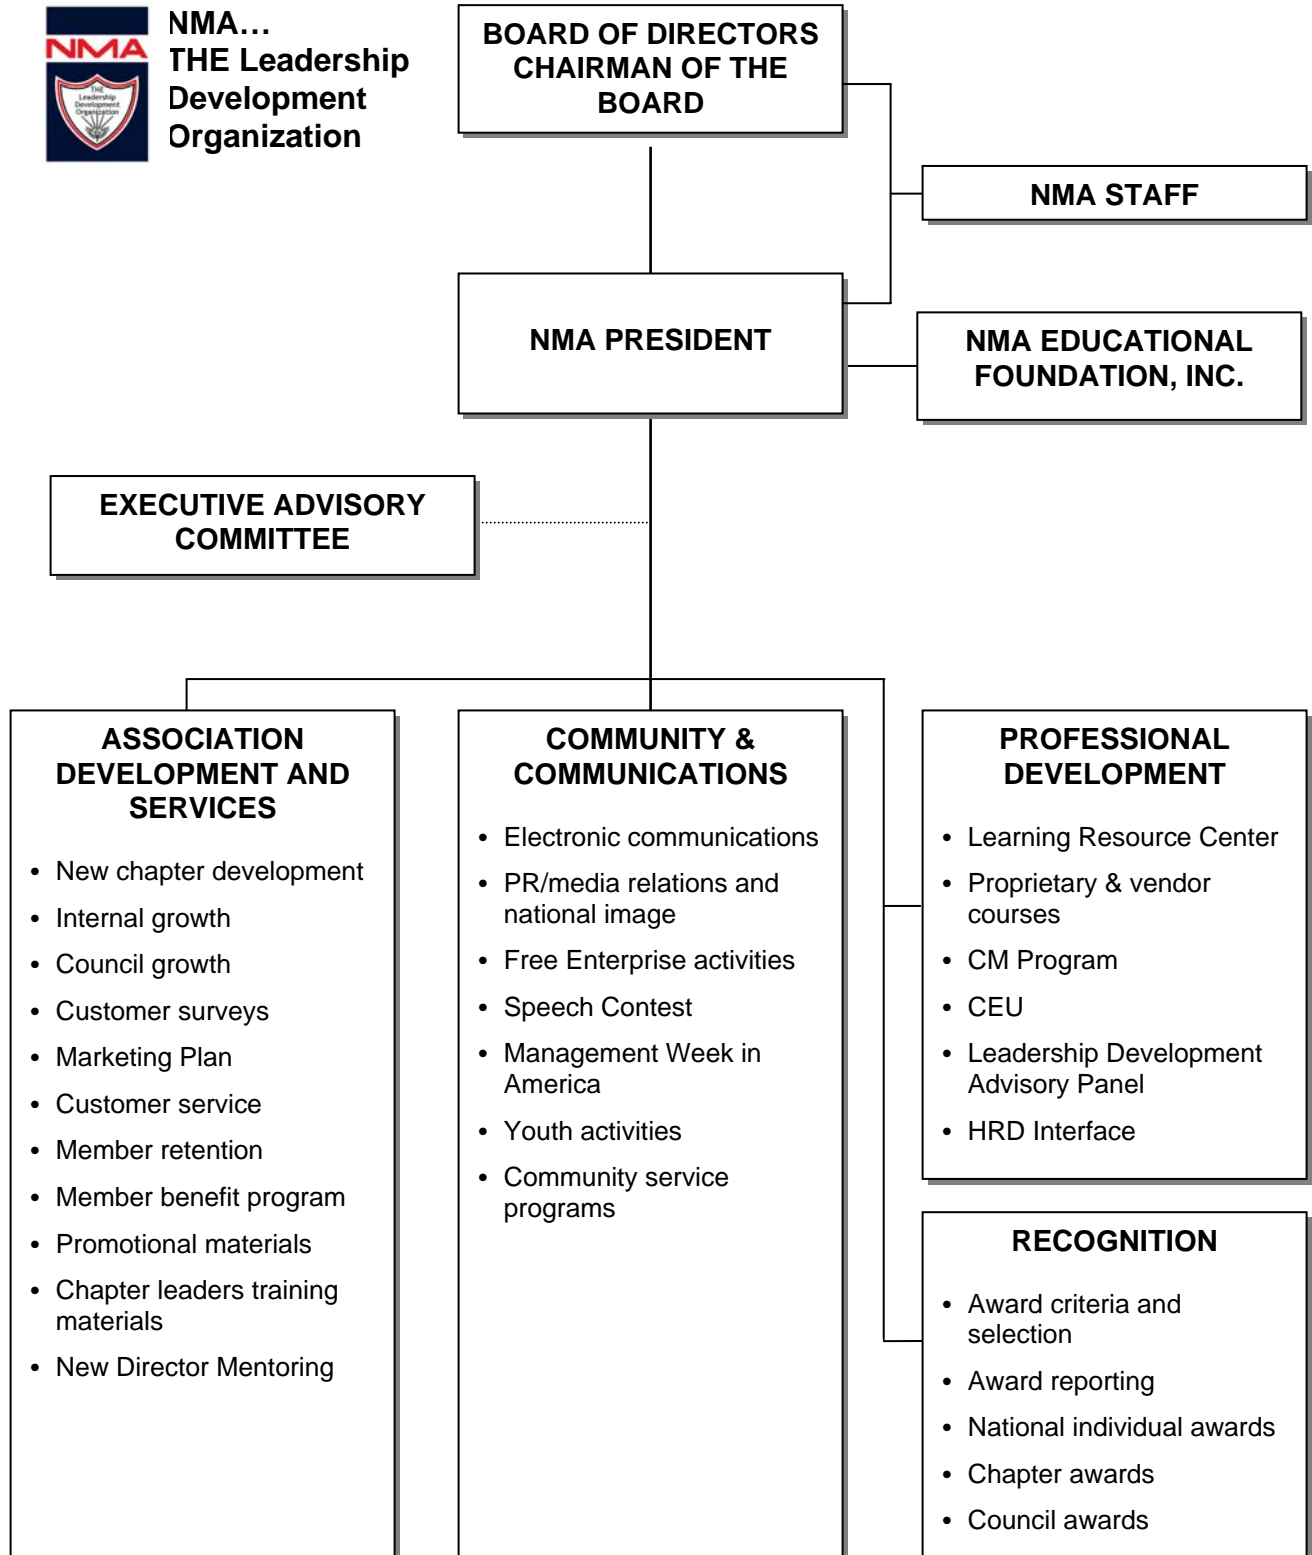 NMA
THE
Leadership
Development
Organization
NMA…
THE Leadership
Development
Organization
BOARD OF DIRECTORS
CHAIRMAN OF THE
BOARD
NMA STAFF
NMA PRESIDENT
NMA EDUCATIONAL
FOUNDATION, INC.
EXECUTIVE ADVISORY
COMMITTEE
ASSOCIATION
DEVELOPMENT AND
SERVICES
• New chapter development
• Internal growth
• Council growth
• Customer surveys
• Marketing Plan
• Customer service
• Member retention
• Member benefit program
• Promotional materials
• Chapter leaders training
materials
• New Director Mentoring
COMMUNITY &
COMMUNICATIONS
• Electronic communications
• PR/media relations and
national image
• Free Enterprise activities
• Speech Contest
• Management Week in
America
• Youth activities
• Community service
programs
PROFESSIONAL
DEVELOPMENT
• Learning Resource Center
• Proprietary & vendor
courses
• CM Program
• CEU
• Leadership Development
Advisory Panel
• HRD Interface
RECOGNITION
• Award criteria and
selection
• Award reporting
• National individual awards
• Chapter awards
• Council awards